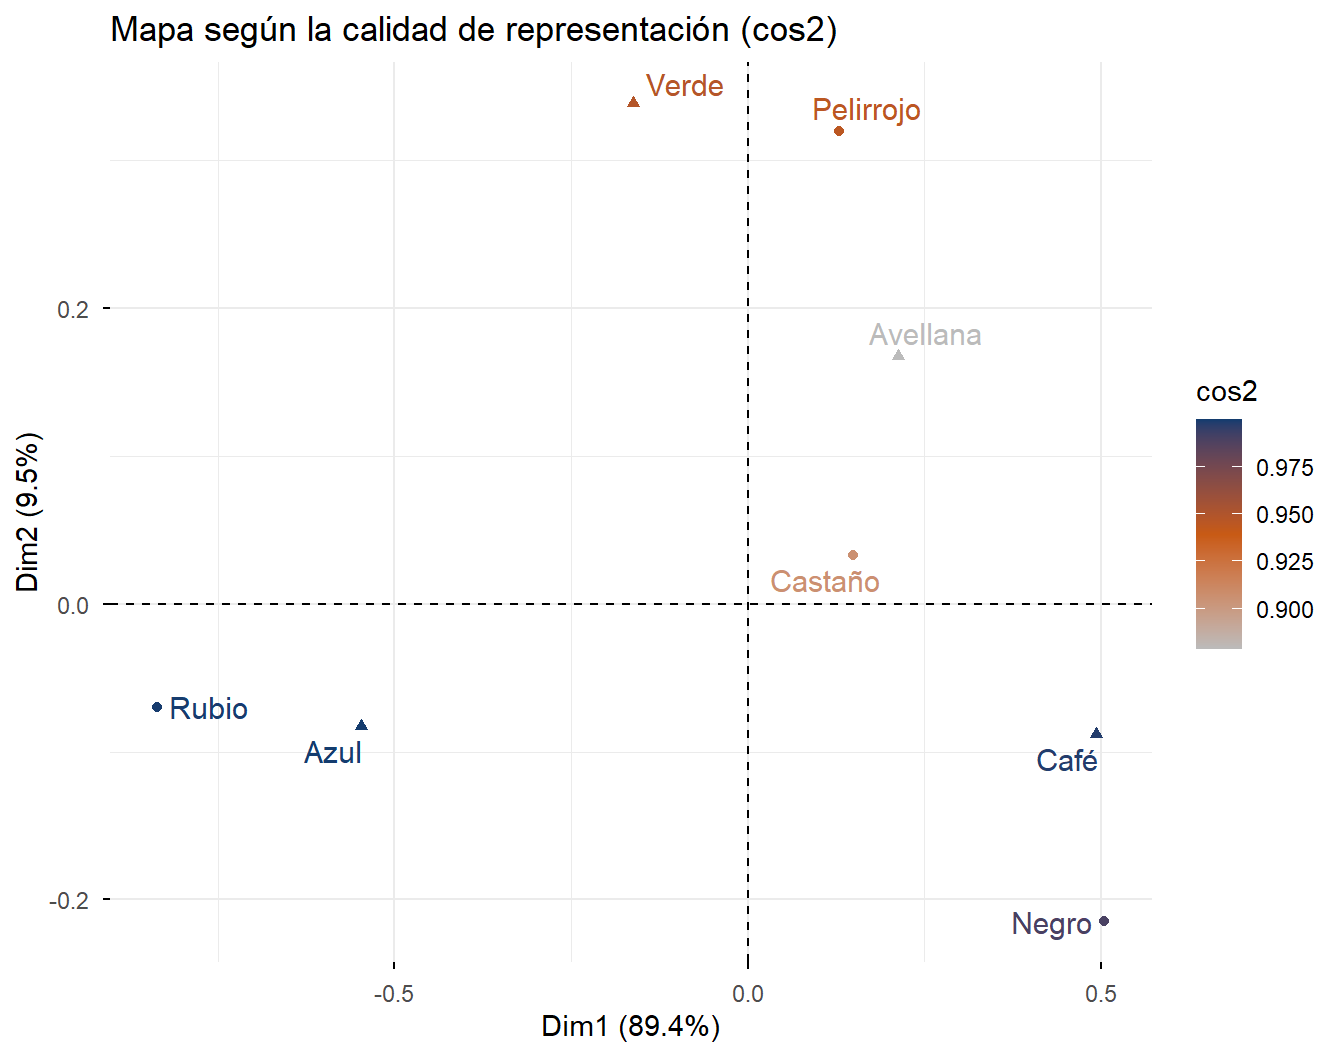 Mapa según la calidad de representación (cos2)
Verde
Pelirrojo
Avellana
Castaño
Rubio
Azul
Café
Negro
0.2
0.0
-0.2
Dim2 (9.5%)
-0.5
0.0
0.5
Dim1 (89.4%)
cos2
0.975
0.950
0.925
0.900